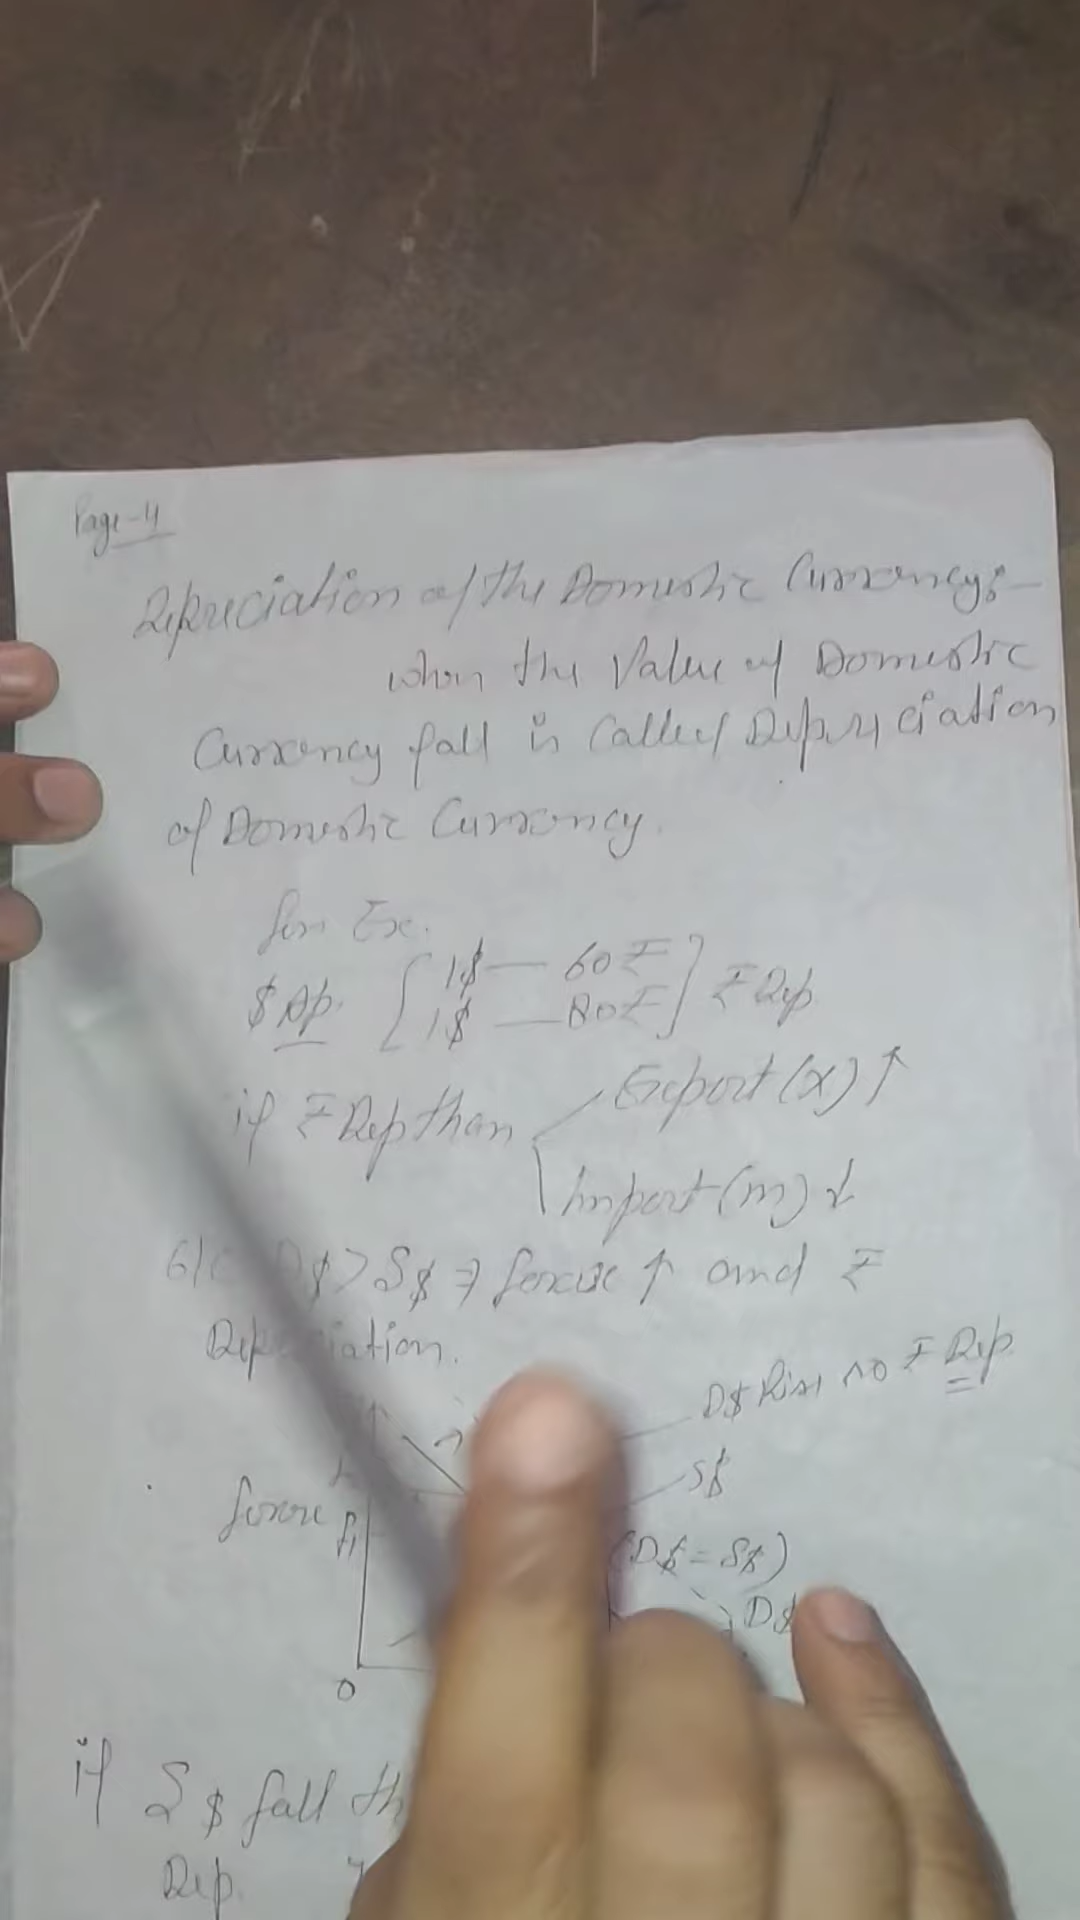 Page-4
Depreciation of the Domestic Currency:-
when the Value of Domestic
Currency fall is Called Depreciation
of Domestic Currency.
for Ex.
$ Ap. [ 1$ — 60 ₹ ] ₹ Dep
1$ — 80 ₹
if ₹ Dep than
Export (x) ↑
Import (m) ↓
D$ > S$ ⇒ forex ↑ and ₹
D$ Rise so ₹ Dep.
S$
P1
(D$ = S$)
D$
O
if S$ fall
Dep.